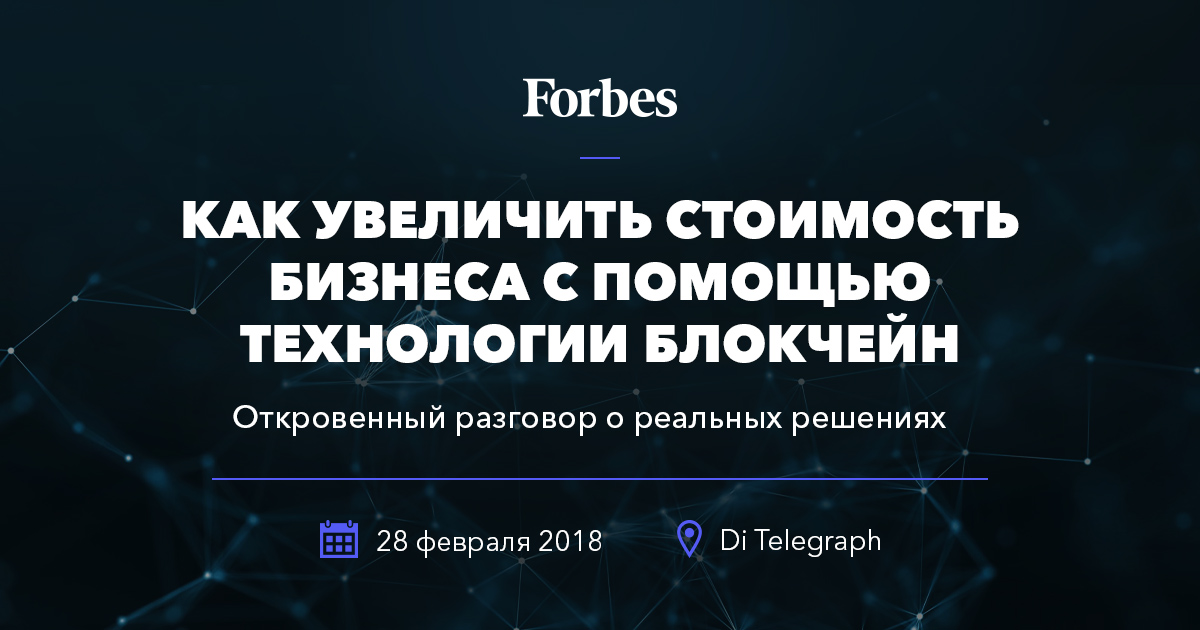 Forbes
КАК УВЕЛИЧИТЬ СТОИМОСТЬ
БИЗНЕСА С ПОМОЩЬЮ
ТЕХНОЛОГИИ БЛОКЧЕЙН
Откровенный разговор о реальных решениях
28 февраля 2018
Di Telegraph